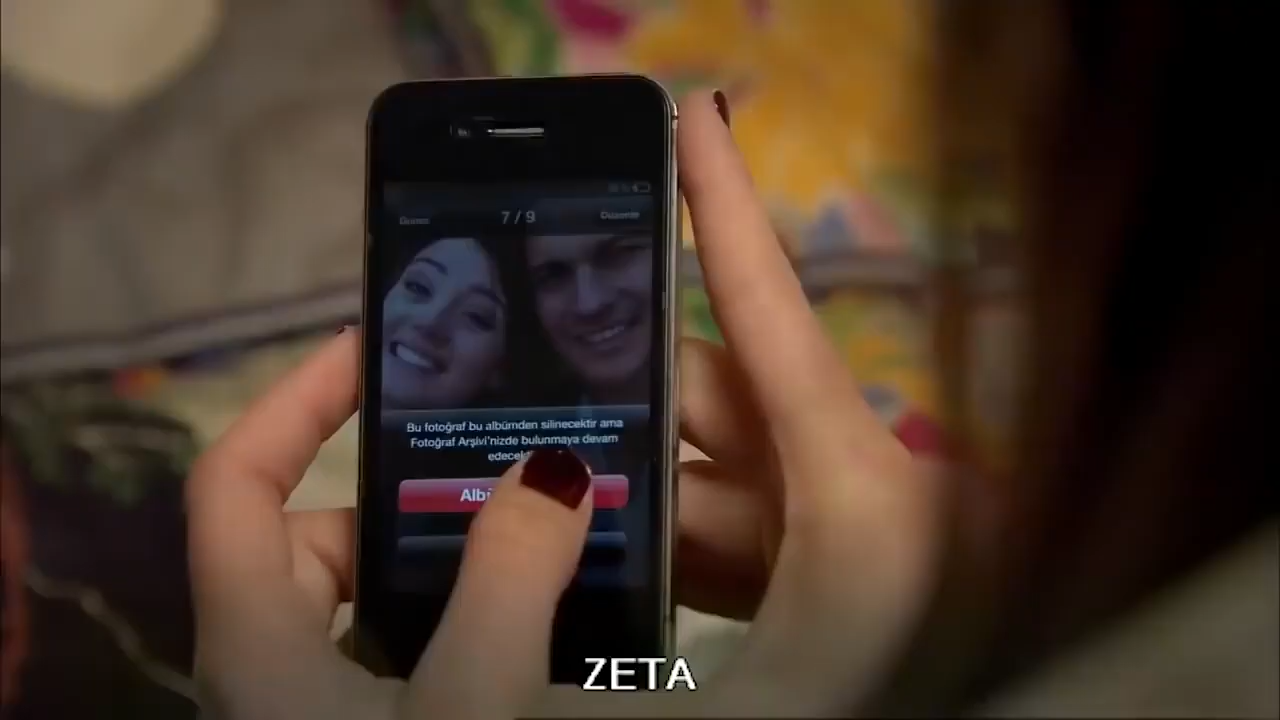 7 / 9
Bu fotoğraf bu albümden silinecektir ama
Fotoğraf Arşivi'nizde bulunmaya devam
ZETA